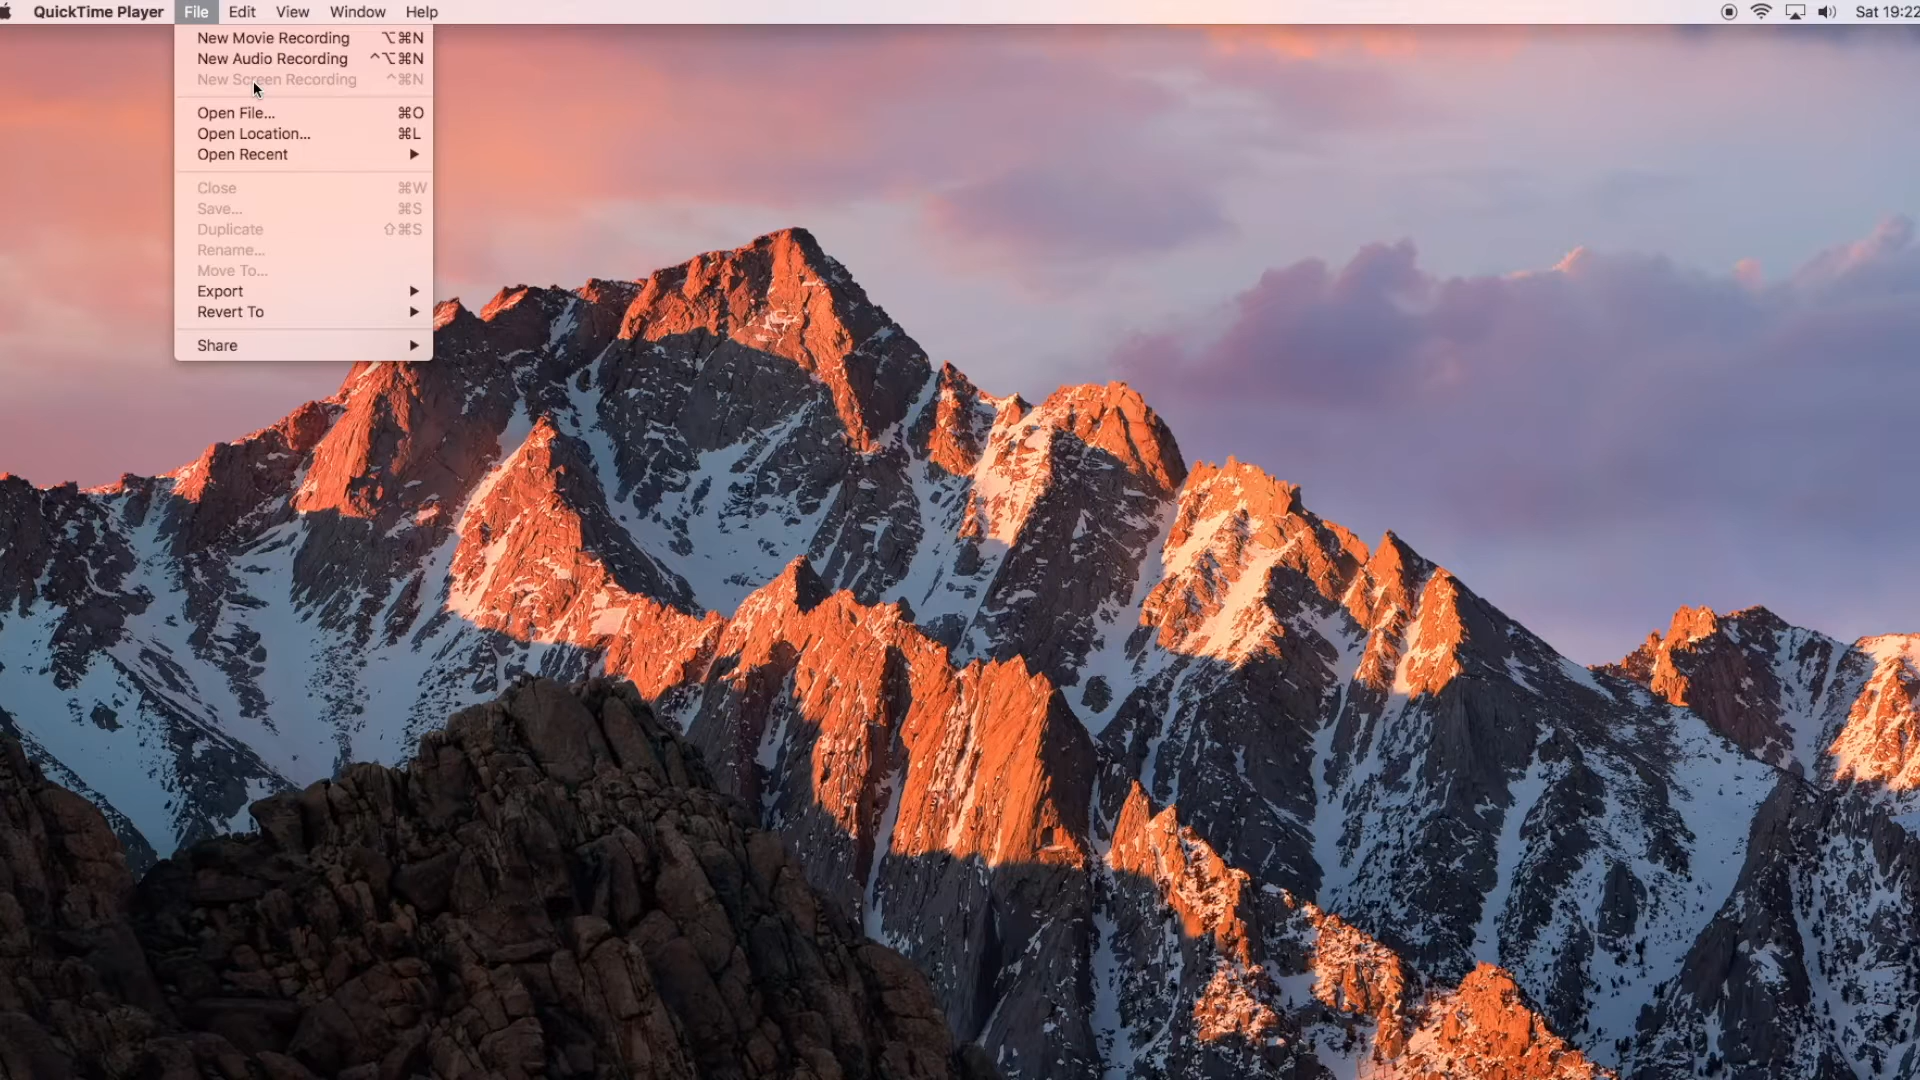 QuickTime Player File Edit View Window Help Sat 19:22
New Movie Recording ⌥⌘N
New Audio Recording ^⌥⌘N
New Screen Recording ^⌘N
Open File... ⌘O
Open Location... ⌘L
Open Recent
Close ⌘W
Save... ⌘S
Duplicate ⇧⌘S
Rename...
Move To...
Export
Revert To
Share